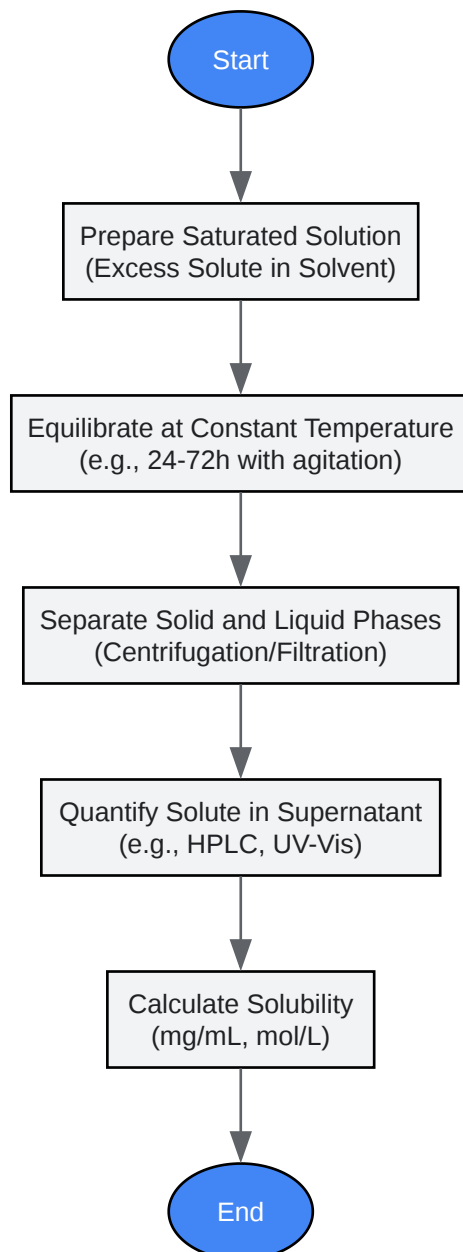 Start
Prepare Saturated Solution
(Excess Solute in Solvent)
Equilibrate at Constant Temperature
(e.g., 24-72h with agitation)
Separate Solid and Liquid Phases
(Centrifugation/Filtration)
Quantify Solute in Supernatant
(e.g., HPLC, UV-Vis)
Calculate Solubility
(mg/mL, mol/L)
End